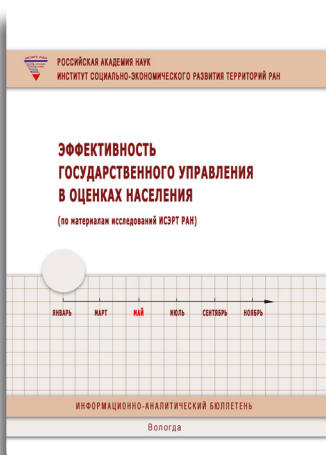 ИСЭРТ РАН
РОССИЙСКАЯ АКАДЕМИЯ НАУК
ИНСТИТУТ СОЦИАЛЬНО-ЭКОНОМИЧЕСКОГО РАЗВИТИЯ ТЕРРИТОРИЙ РАН
ЭФФЕКТИВНОСТЬ
ГОСУДАРСТВЕННОГО УПРАВЛЕНИЯ
В ОЦЕНКАХ НАСЕЛЕНИЯ
(по материалам исследований ИСЭРТ РАН)
ЯНВАРЬ МАРТ МАЙ ИЮЛЬ СЕНТЯБРЬ НОЯБРЬ
ИНФОРМАЦИОННО-АНАЛИТИЧЕСКИЙ БЮЛЛЕТЕНЬ
Вологда